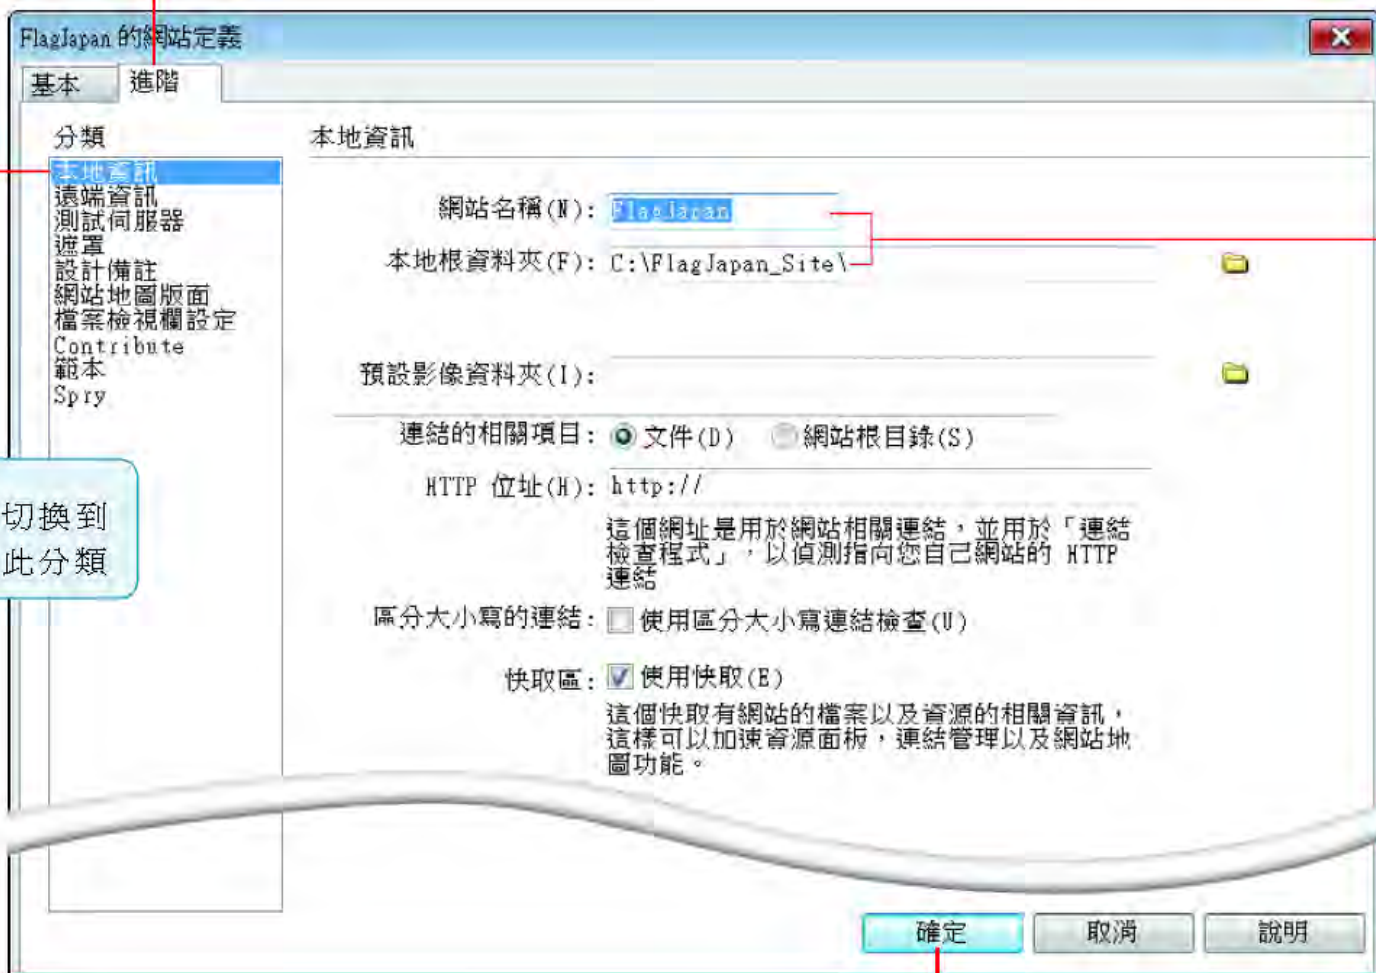 FlagJapan 的網站定義
基本
進階
分類
本地資訊
遠端資訊
測試伺服器
遮罩
設計備註
網站地圖版面
檔案檢視欄設定
Contribute
範本
Spry
切換到
此分類
本地資訊
網站名稱(N): FlagJapan
本地根資料夾(F): C:\FlagJapan_Site\
預設影像資料夾(I):
連結的相關項目: 文件(D) 網站根目錄(S)
HTTP 位址(H): http://
這個網址是用於網站相關連結，並用於「連結
檢查程式」，以偵測指向您自己網站的 HTTP
連結
區分大小寫的連結: 使用區分大小寫連結檢查(U)
快取區: 使用快取(E)
這個快取有網站的檔案以及資源的相關資訊，
這樣可以加速資源面板，連結管理以及網站地
圖功能。
確定
取消
說明